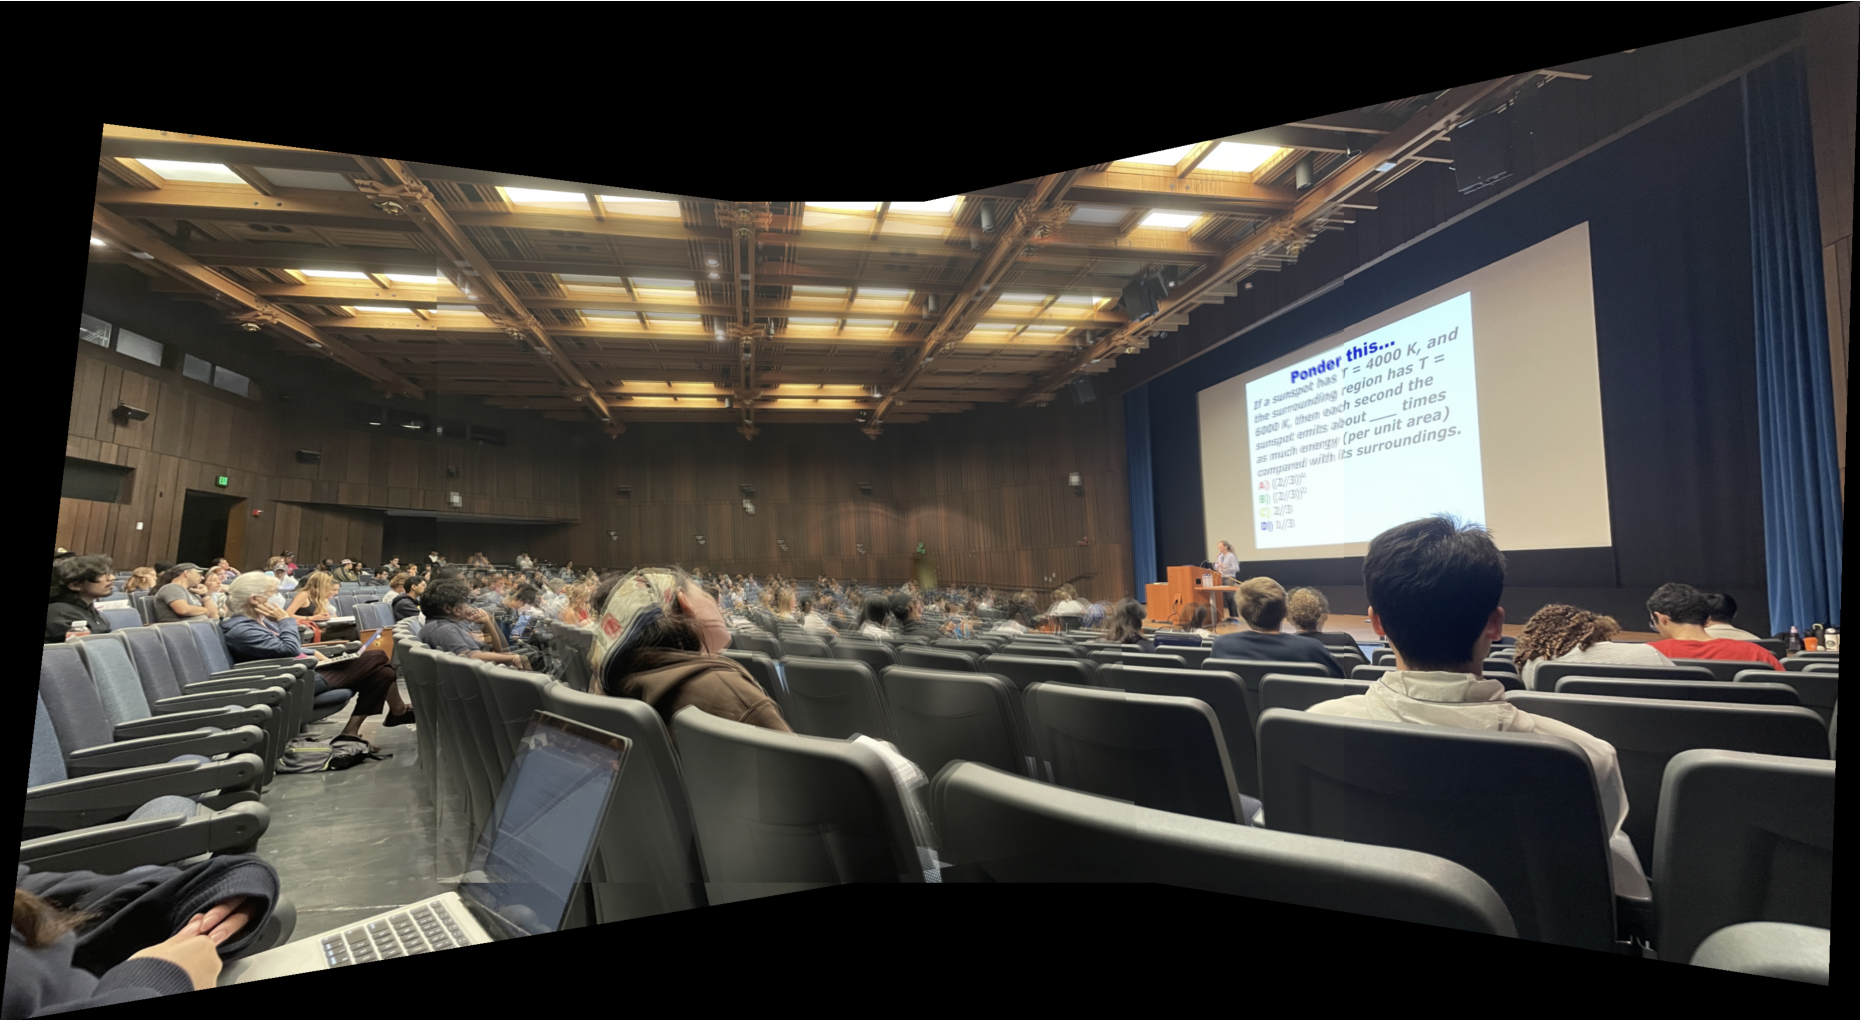 Ponder this...
If a sunspot has T = 4000 K, and
the surrounding region has T =
6000 K, then each second the
sunspot emits about ___ times
as much energy (per unit area)
compared with its surroundings.
A) (2/3)
B) (2/3)
C) 2/3
D) 1/3